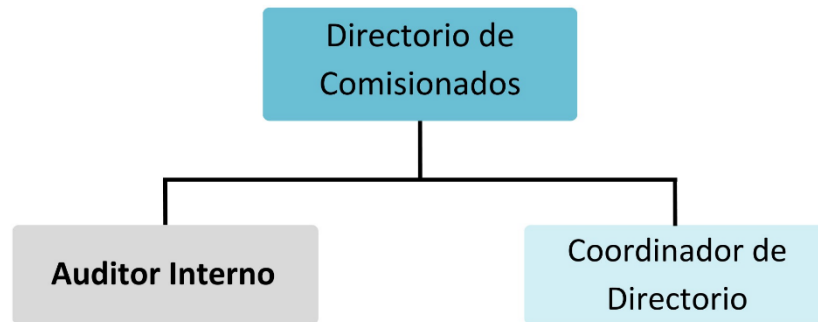 Directorio de
Comisionados
Auditor Interno
Coordinador de
Directorio